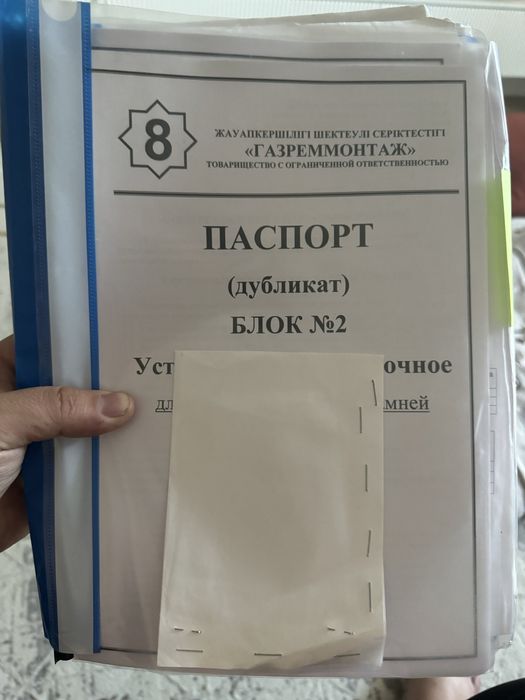 8
ЖАУАПКЕРШІЛІГІ ШЕКТЕУЛІ СЕРІКТЕСТІГІ
«ГАЗРЕММОНТАЖ»
ТОВАРИЩЕСТВО С ОГРАНИЧЕННОЙ ОТВЕТСТВЕННОСТЬЮ
ПАСПОРТ
(дубликат)
БЛОК №2